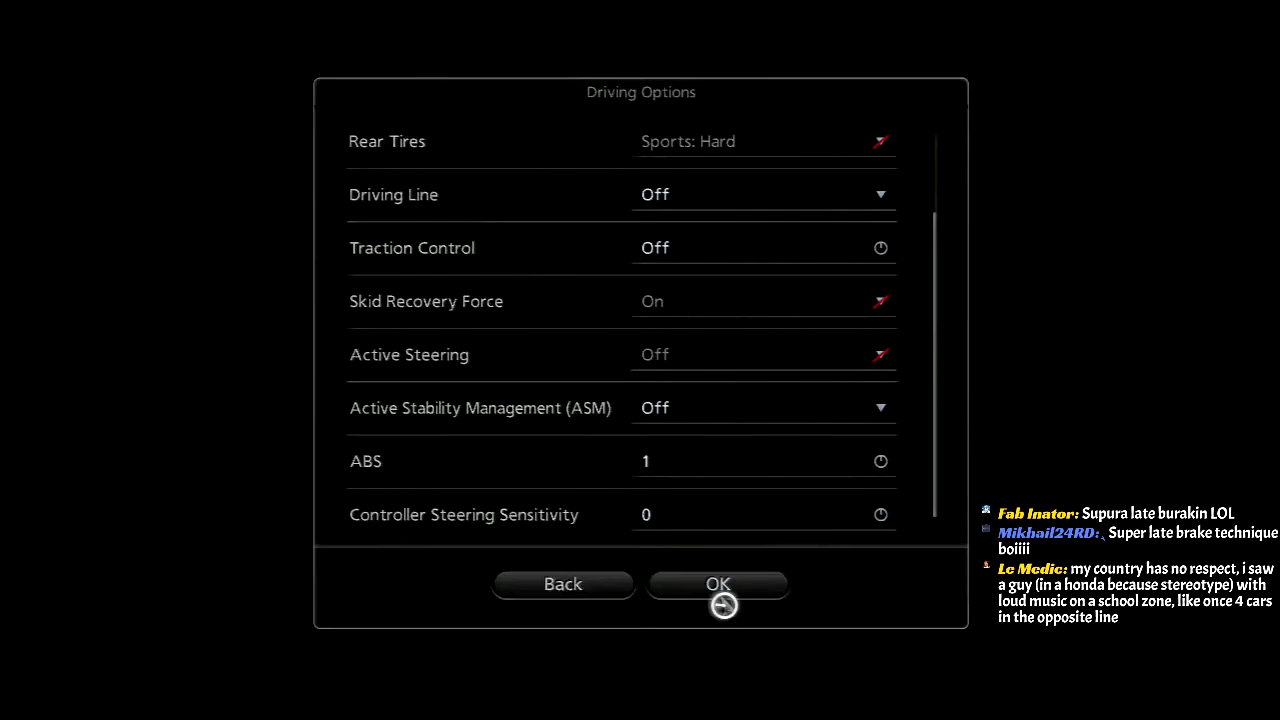 Driving Options
Rear Tires Sports: Hard
Driving Line Off
Traction Control Off
Skid Recovery Force On
Active Steering Off
Active Stability Management (ASM) Off
ABS 1
Controller Steering Sensitivity 0
Back OK
Fab Inator: Supura late burakin LOL
Mikhail24RD: Super late brake technique
boiiii
Le Medic: my country has no respect, i saw
a guy (in a honda because stereotype) with
loud music on a school zone, like once 4 cars
in the opposite line